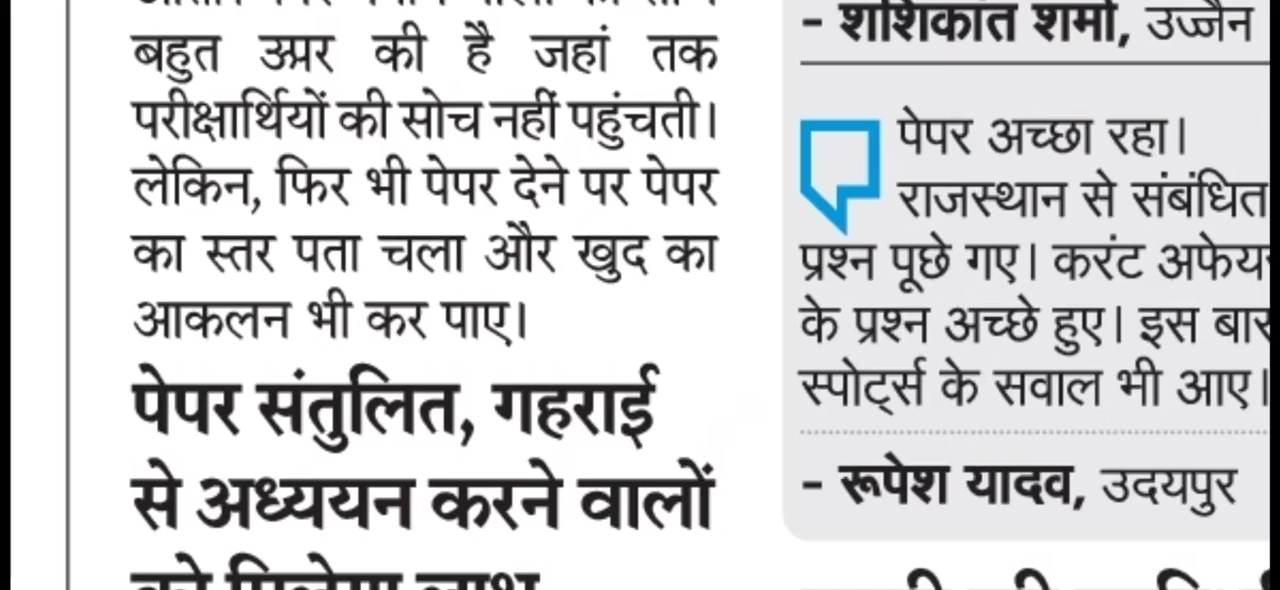 बहुत ऊपर की है जहां तक
परीक्षार्थियों की सोच नहीं पहुंचती।
लेकिन, फिर भी पेपर देने पर पेपर
का स्तर पता चला और खुद का
आकलन भी कर पाए।
पेपर संतुलित, गहराई
से अध्ययन करने वालों
को मिलेगा लाभ
- शशिकांत शर्मा, उज्जैन
पेपर अच्छा रहा।
राजस्थान से संबंधित
प्रश्न पूछे गए। करंट अफेयर
के प्रश्न अच्छे हुए। इस बार
स्पोर्ट्स के सवाल भी आए।
- रूपेश यादव, उदयपुर